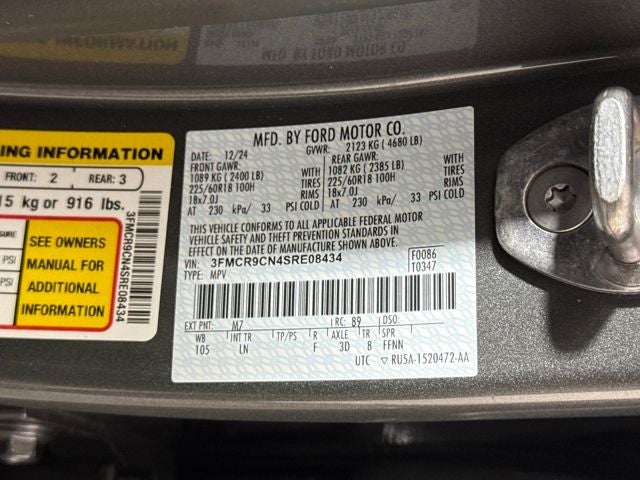 ING INFORMATION
FRONT: 2 REAR: 3
15 kg or 916 lbs.
PSI
PSI
SEE OWNERS
MANUAL FOR
ADDITIONAL
INFORMATION
3FMCR9CN4SRE08434
MFD. BY FORD MOTOR CO.
DATE: 12/24 GVWR: 2123 KG ( 4680 LB)
FRONT GAWR: REAR GAWR:
1089 KG ( 2400 LB) 1082 KG ( 2385 LB)
225/60R18 100H TIRES 225/60R18 100H TIRES
18x7.0J RIMS 18x7.0J RIMS
AT 230 kPa/ 33 PSI COLD AT 230 kPa/ 33 PSI COLD
THIS VEHICLE CONFORMS TO ALL APPLICABLE FEDERAL MOTOR
VEHICLE SAFETY AND THEFT PREVENTION STANDARDS IN
EFFECT ON THE DATE OF MANUFACTURE SHOWN ABOVE.
VIN: 3FMCR9CN4SRE08434 F0086
TYPE: MPV T0347
EXT PNT: M7 RC: 89 DSO:
WB INT TR TP/PS R AXLE TR SPR
105 LN F 3D 8 FFNN
UTC ▽ RU5A-1520472-AA